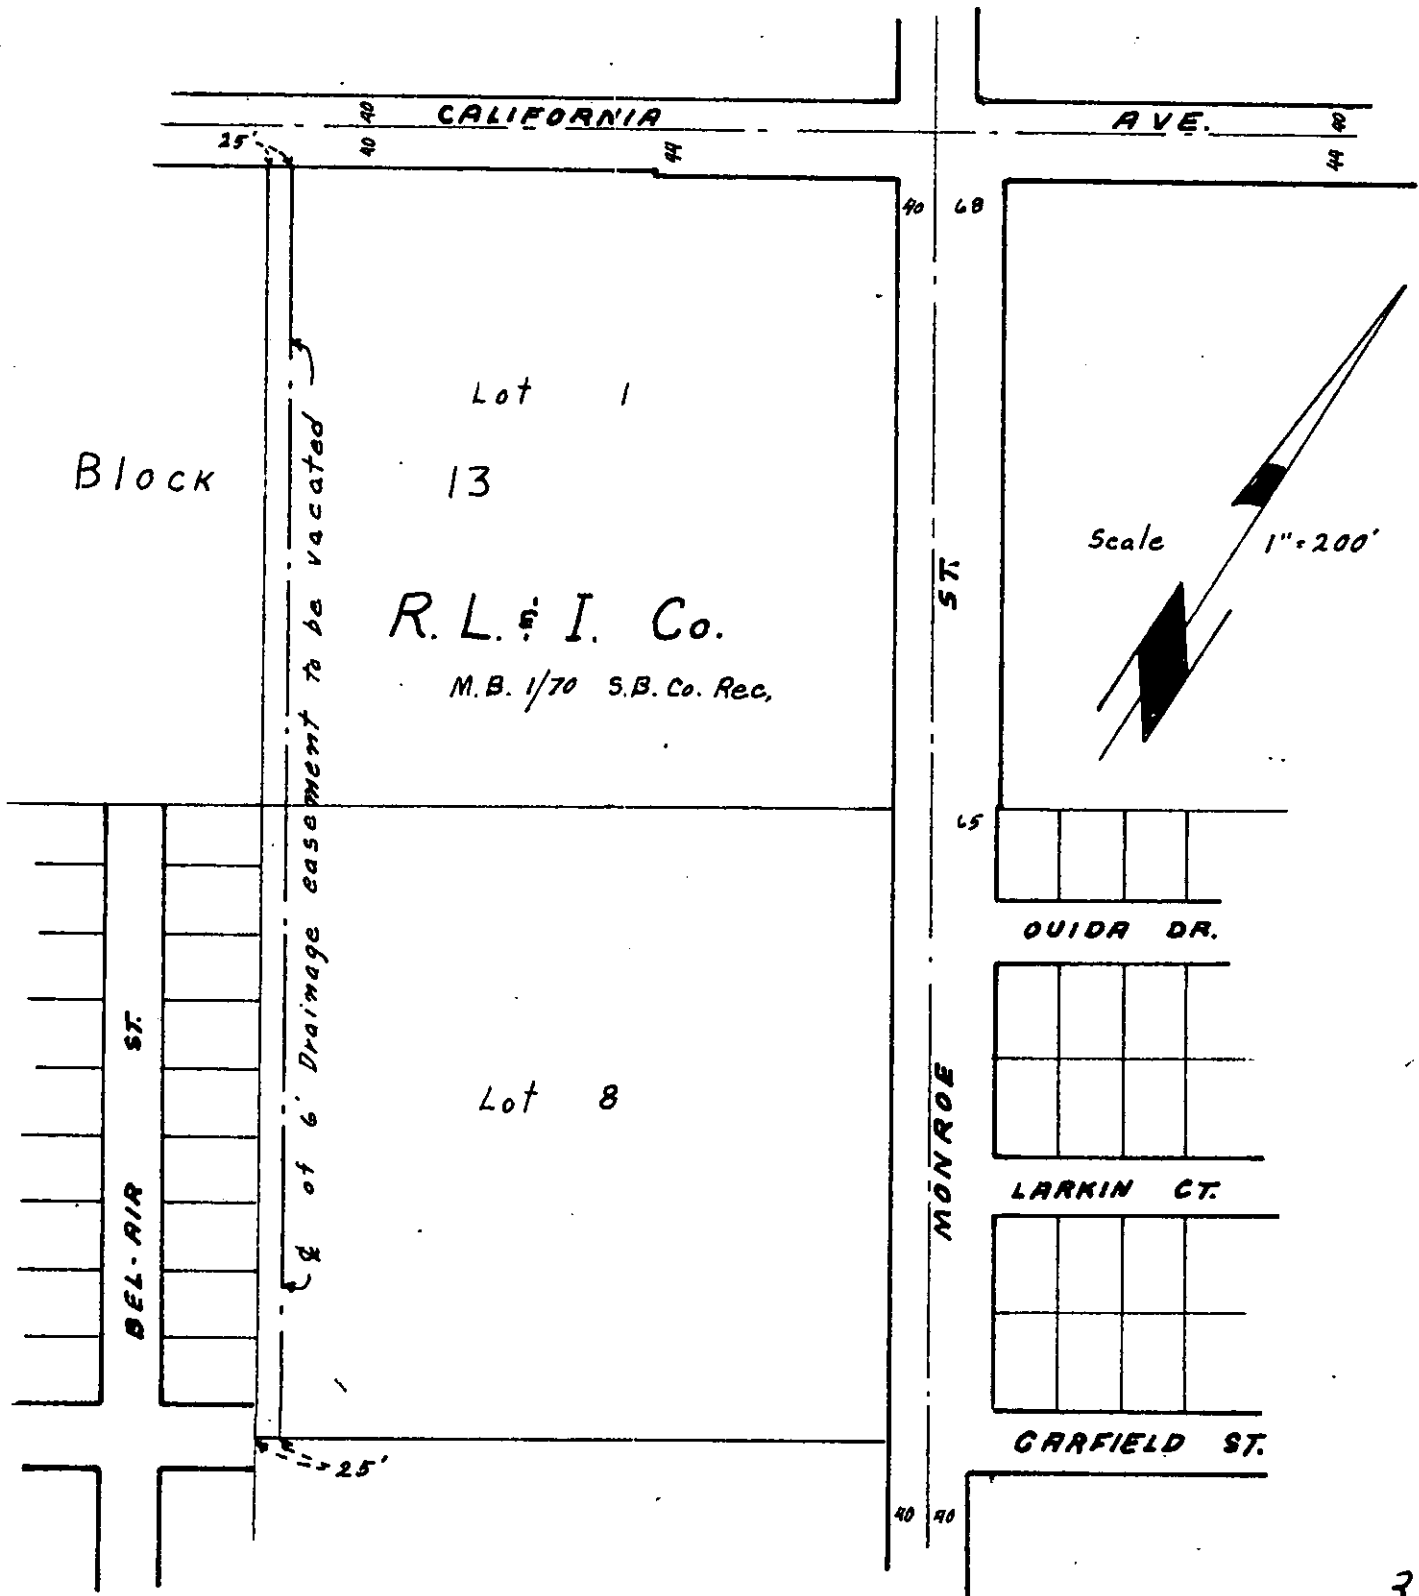 CALIFORNIA AVE.
40
40
44
40
44
25'
40 68
Lot 1
Block 13
Scale 1"=200'
R. L. & I. Co.
M.B. 1/70 S.B. Co. Rec,
℄ of 6' Drainage easement to be vacated
MONROE ST.
65
OUIDA DR.
BEL-AIR ST.
Lot 8
LARKIN CT.
GARFIELD ST.
25'
40 40